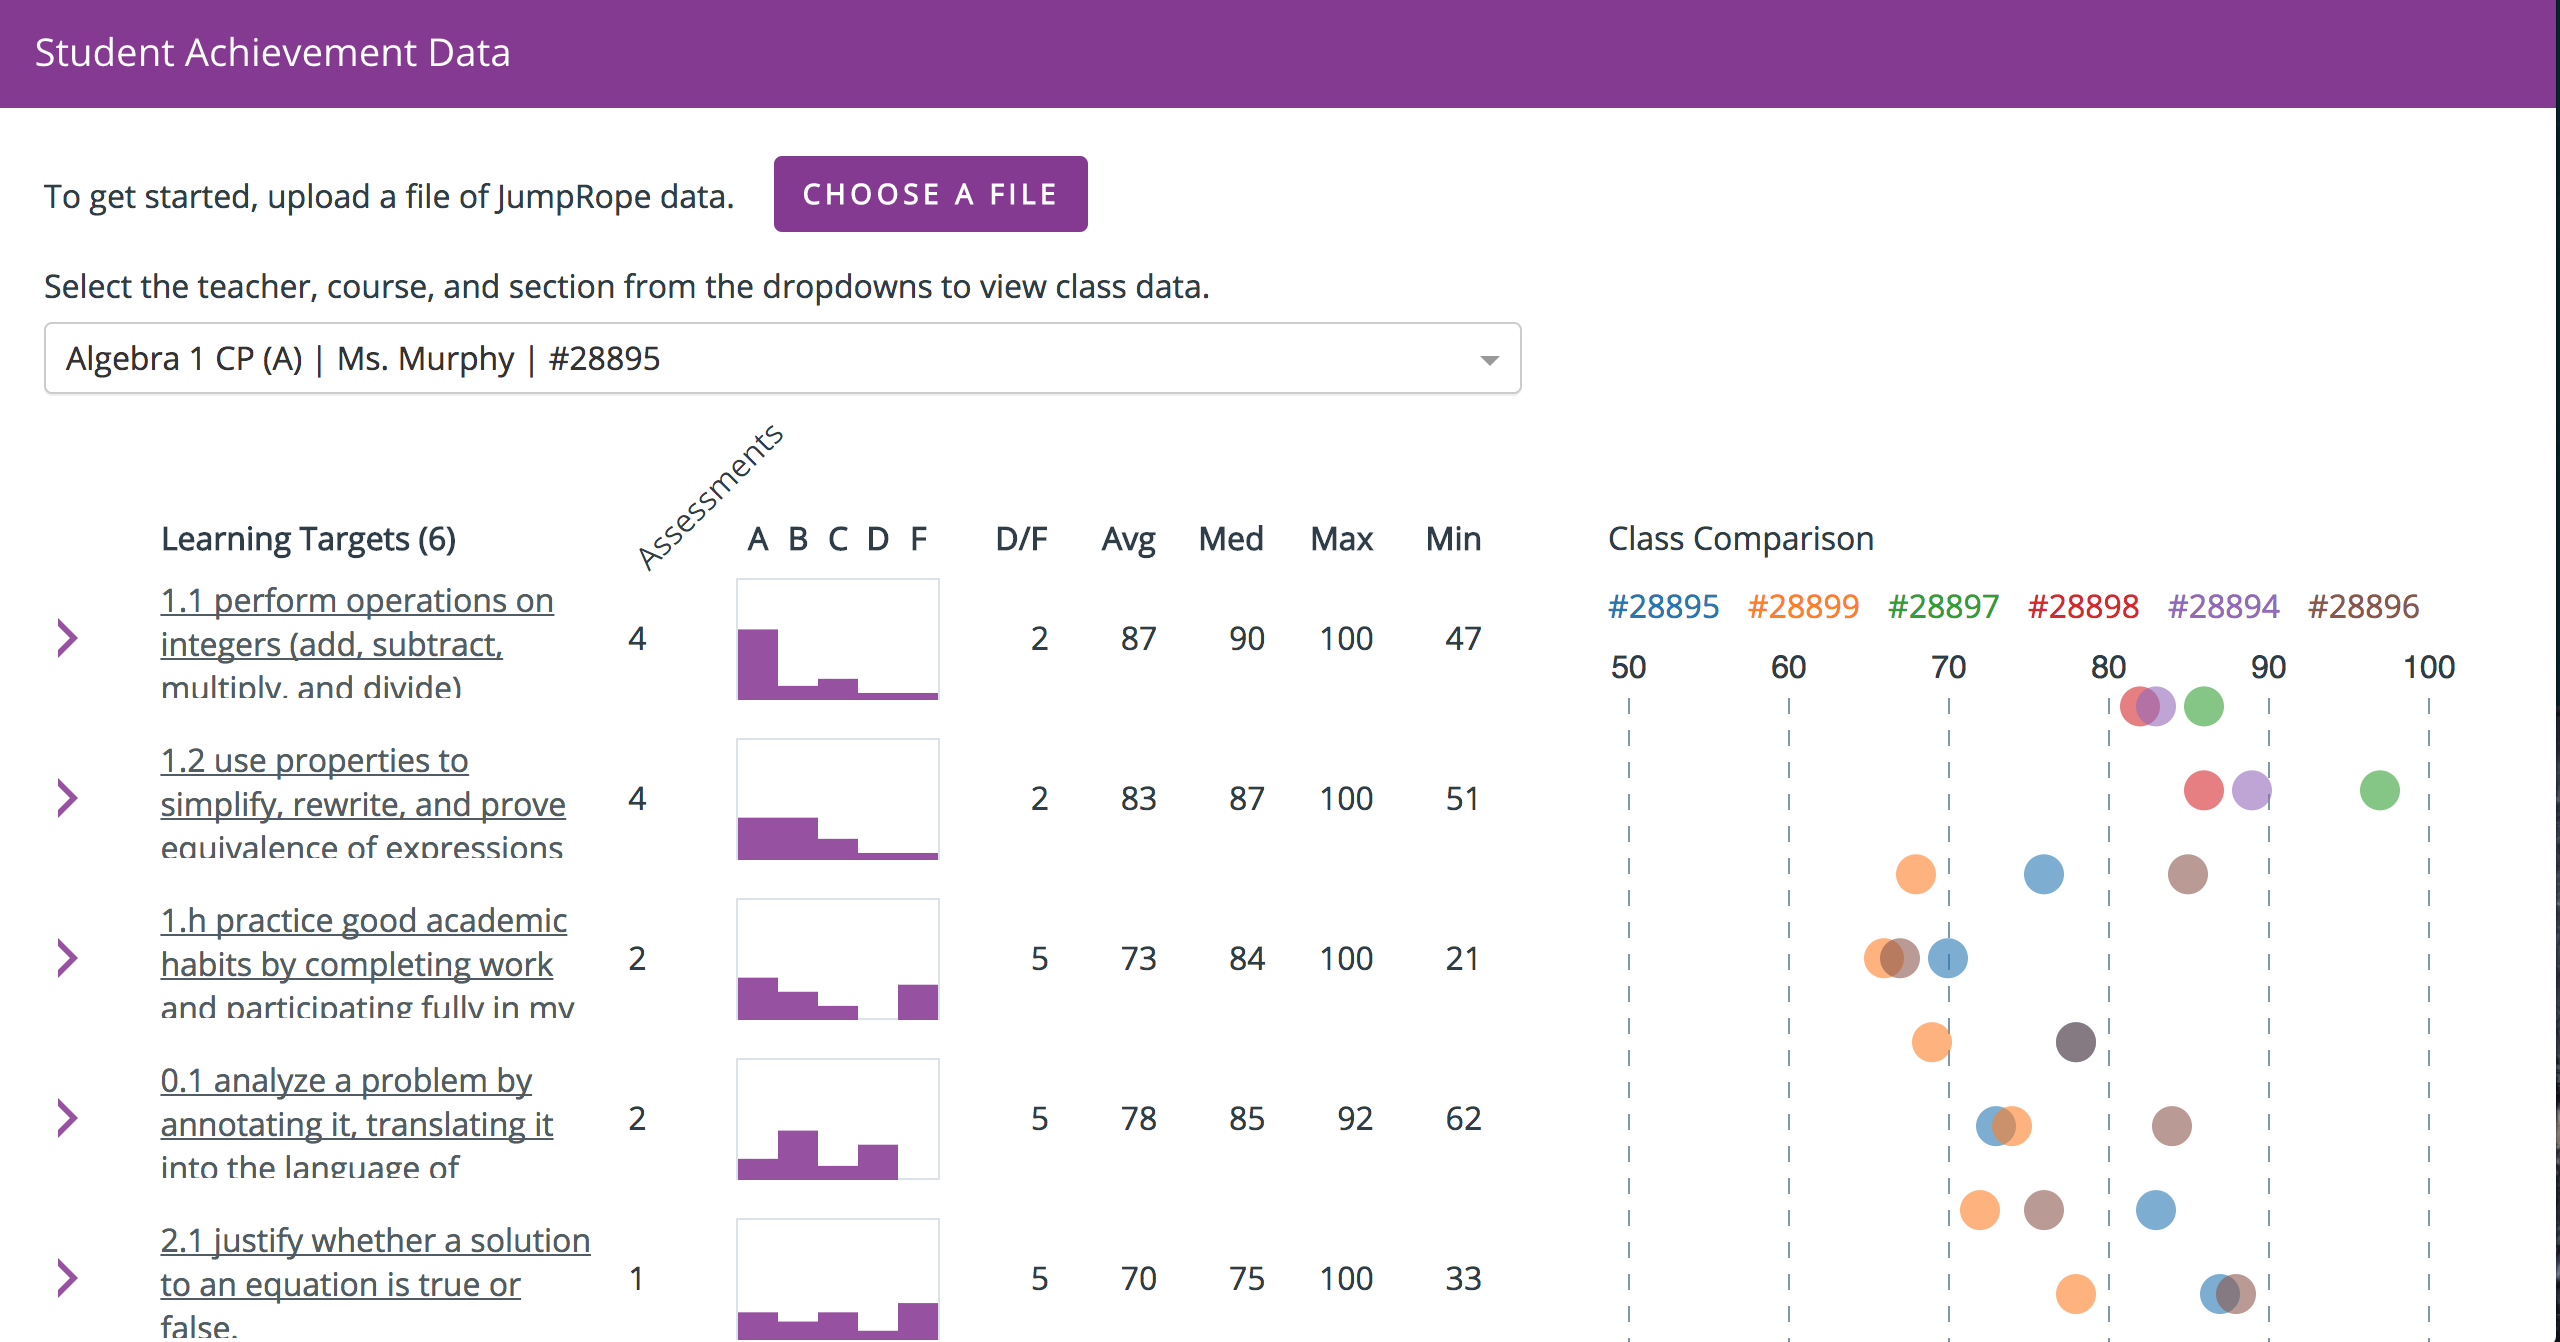 Student Achievement Data
To get started, upload a file of JumpRope data.
CHOOSE A FILE
Select the teacher, course, and section from the dropdowns to view class data.
Algebra 1 CP (A) | Ms. Murphy | #28895
Learning Targets (6)
Assessments
A B C D F
D/F Avg Med Max Min
1.1 perform operations on
integers (add, subtract,
multiply, and divide)
4
2 87 90 100 47
1.2 use properties to
simplify, rewrite, and prove
equivalence of expressions
4
2 83 87 100 51
1.h practice good academic
habits by completing work
and participating fully in my
2
5 73 84 100 21
0.1 analyze a problem by
annotating it, translating it
into the language of
2
5 78 85 92 62
2.1 justify whether a solution
to an equation is true or
false.
1
5 70 75 100 33
Class Comparison
#28895 #28899 #28897 #28898 #28894 #28896
50 60 70 80 90 100